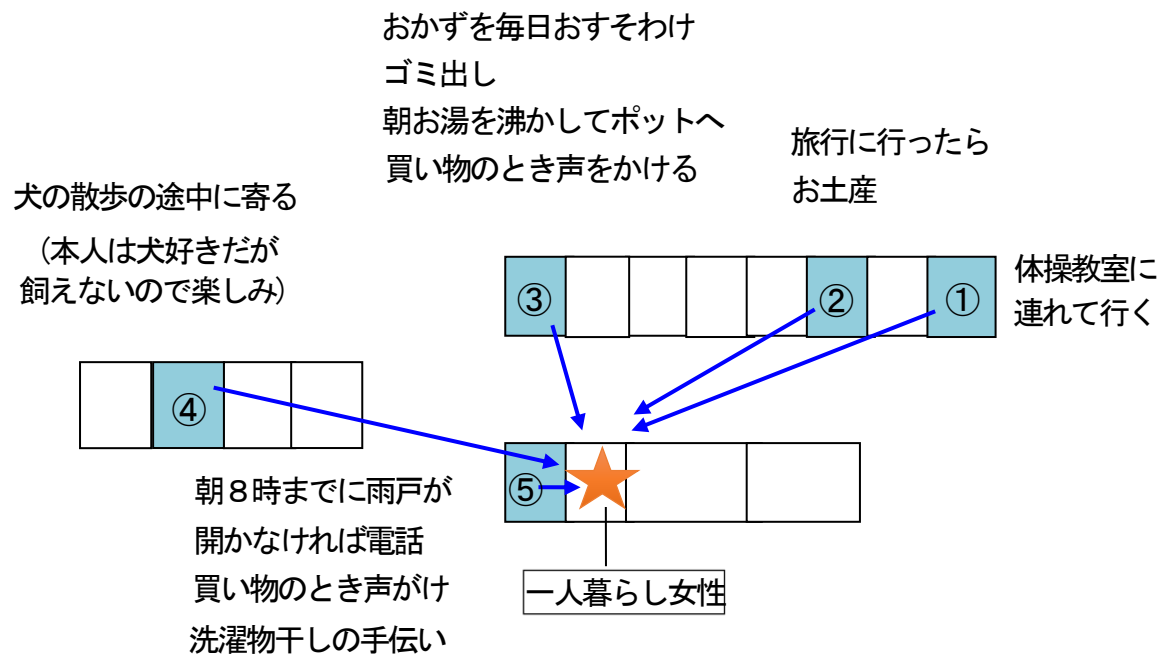 おかずを毎日おすそわけ
ゴミ出し
朝お湯を沸かしてポットへ
買い物のとき声をかける
旅行に行ったら
お土産
犬の散歩の途中に寄る
（本人は犬好きだが
飼えないので楽しみ）
③
②
①
体操教室に
連れて行く
④
⑤
朝８時までに雨戸が
開かなければ電話
買い物のとき声がけ
洗濯物干しの手伝い
一人暮らし女性